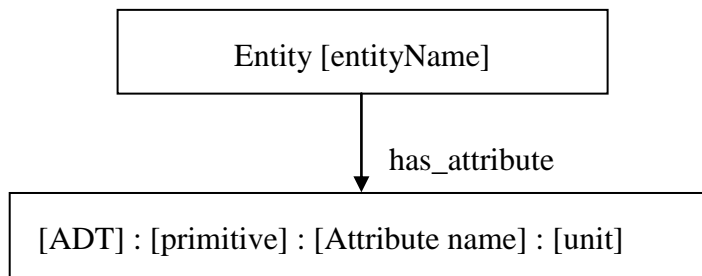 Entity [entityName]
has_attribute
[ADT] : [primitive] : [Attribute name] : [unit]